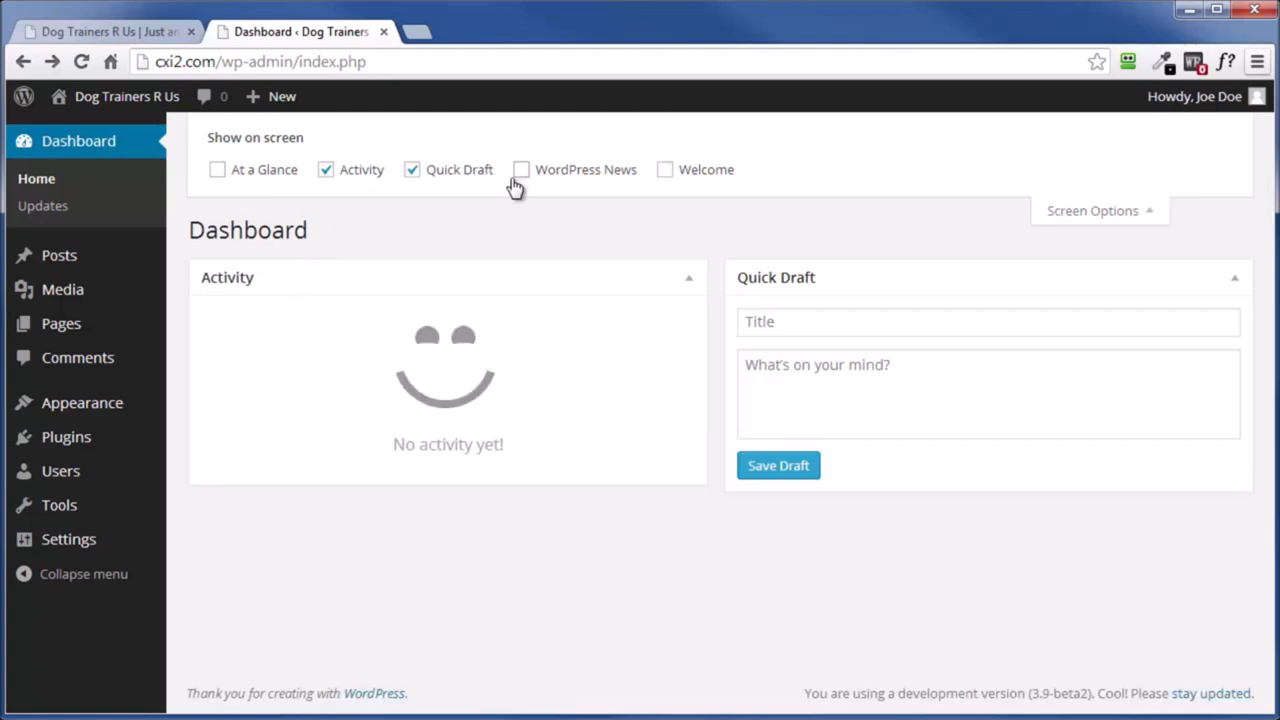 Dog Trainers R Us | Just an
Dashboard ‹ Dog Trainers
cxi2.com/wp-admin/index.php
WP
0
f?
Dog Trainers R Us
0
New
Howdy, Joe Doe
Dashboard
Home
Updates
Posts
Media
Pages
Comments
Appearance
Plugins
Users
Tools
Settings
Collapse menu
Show on screen
At a Glance Activity Quick Draft WordPress News Welcome
Screen Options
Dashboard
Activity
No activity yet!
Quick Draft
Title
What's on your mind?
Save Draft
Thank you for creating with WordPress.
You are using a development version (3.9-beta2). Cool! Please stay updated.